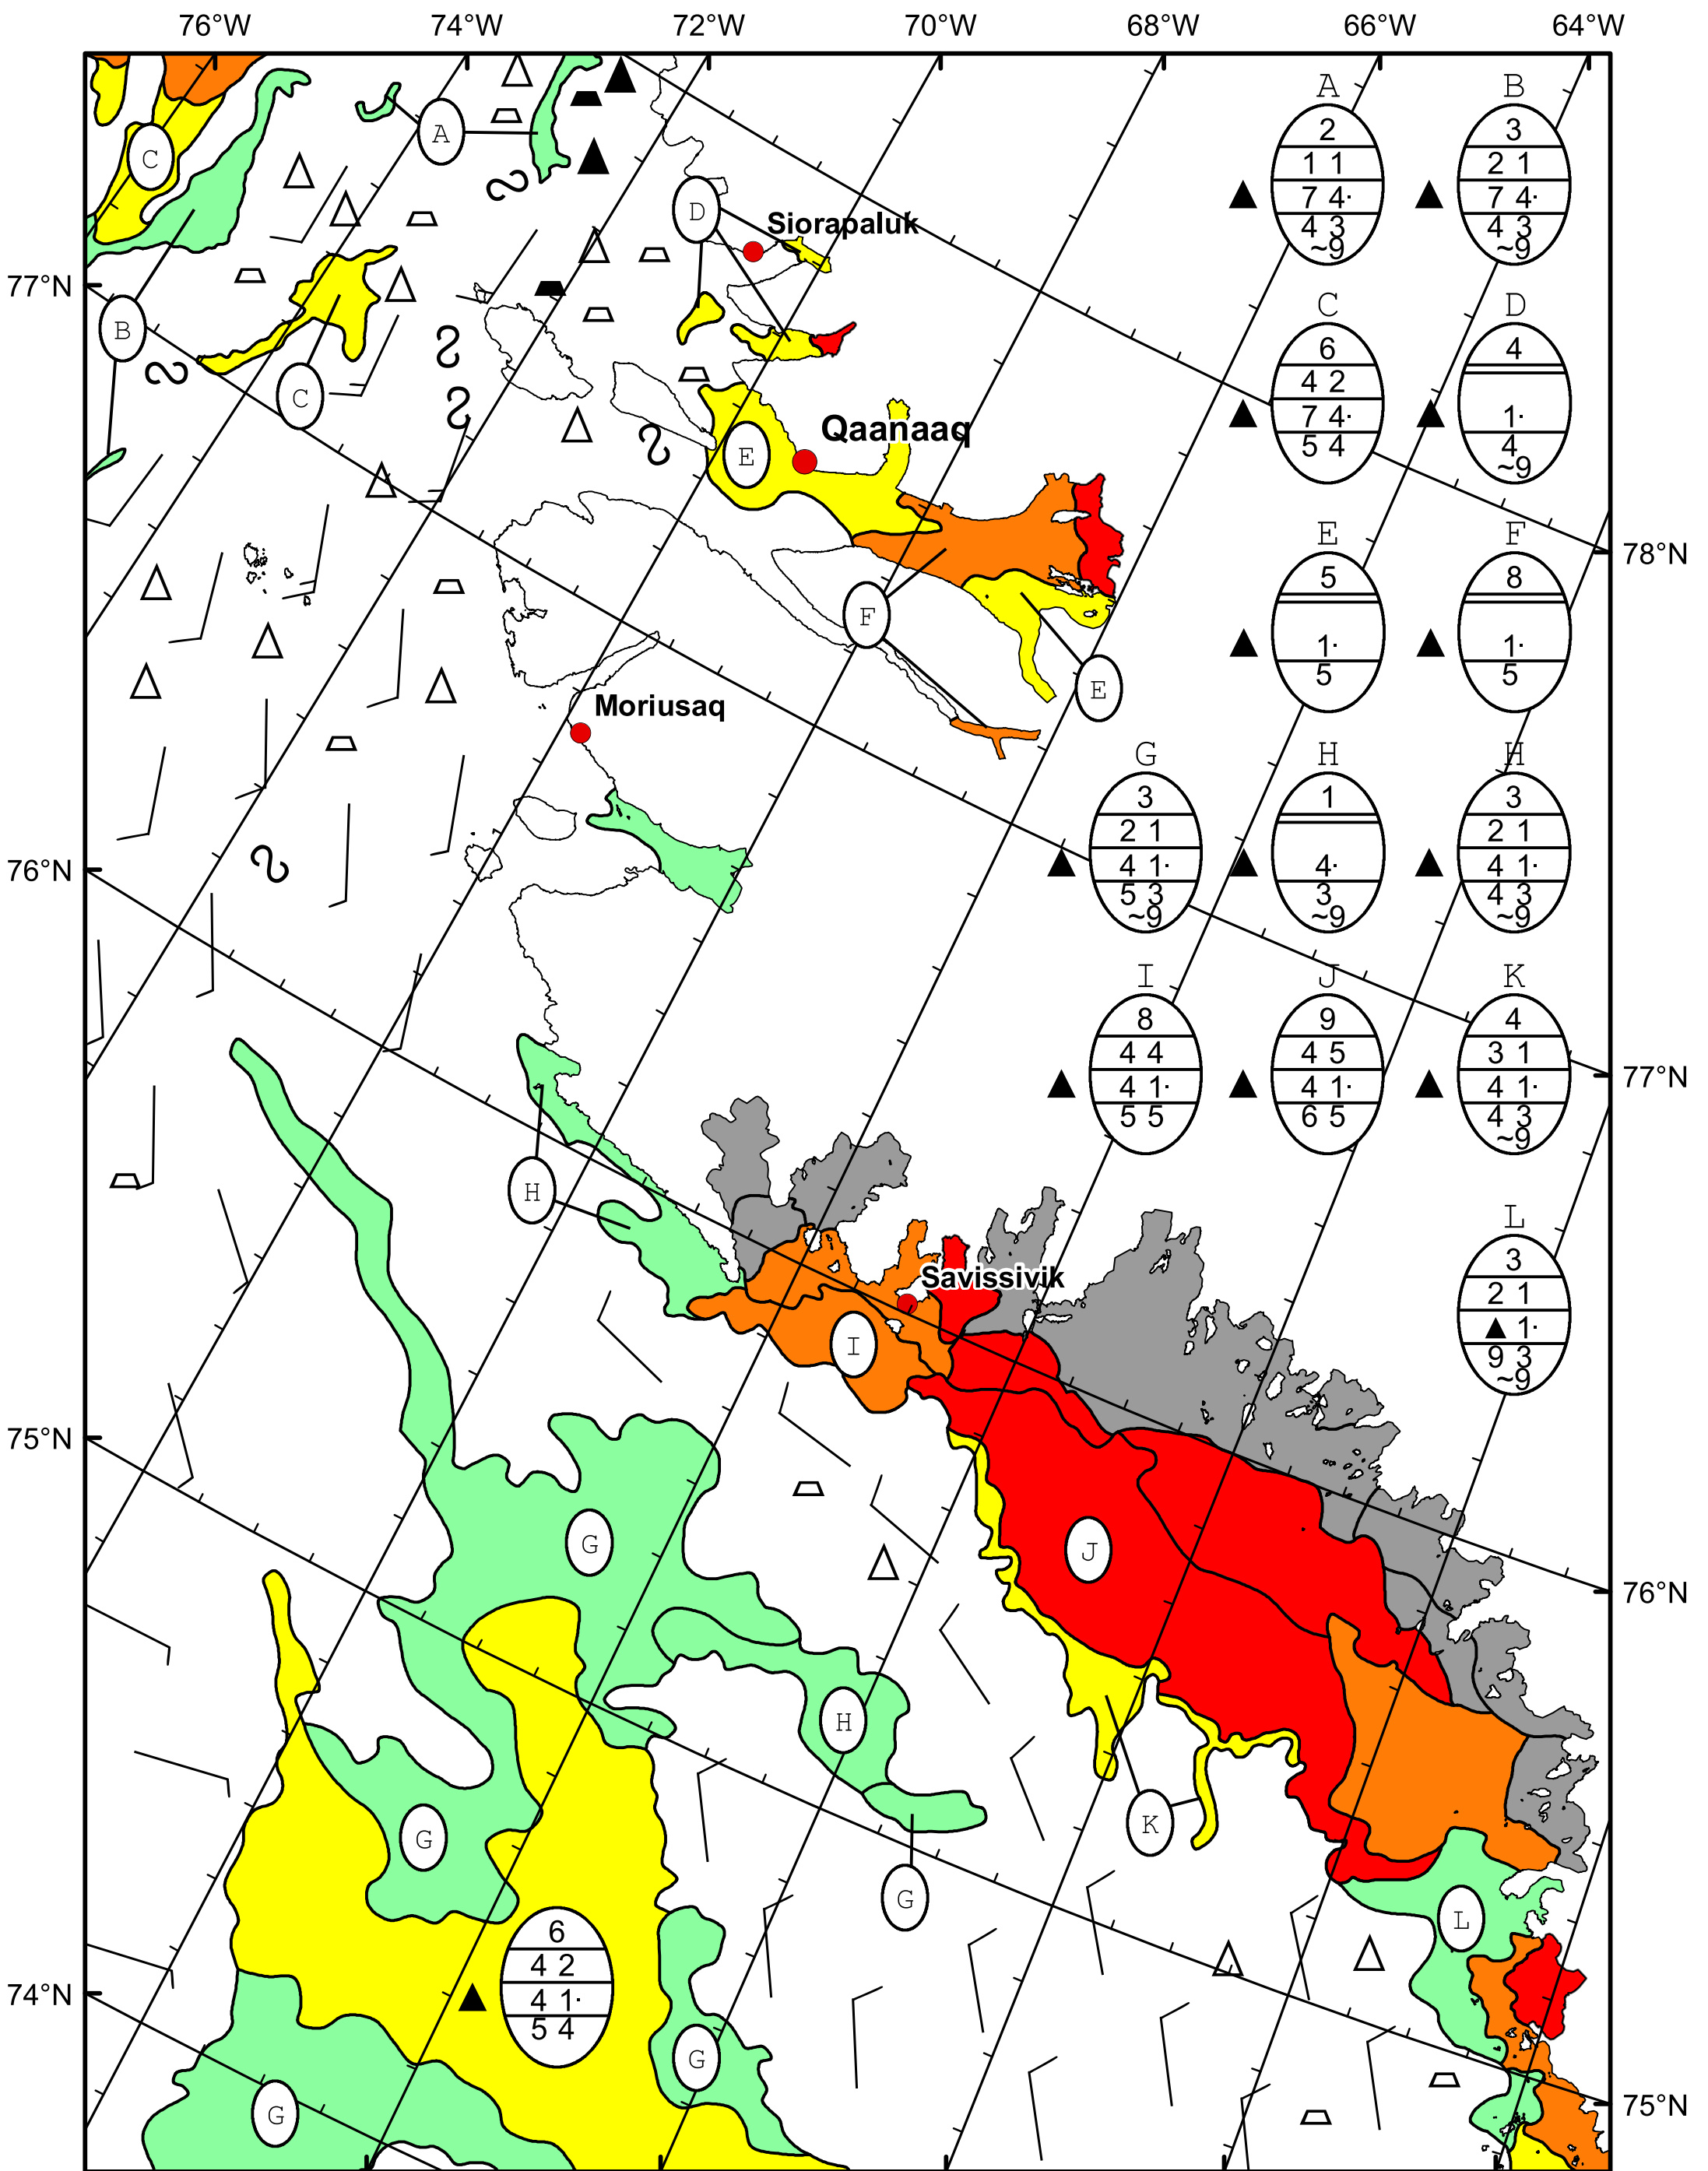 76°W 74°W 72°W 70°W 68°W 66°W 64°W
A B
2 3
1 1 2 1
7 4· 7 4·
4 3 4 3
~9 ~9
A
C
D
Siorapaluk
77°N
B
C
C D
6 4
4 2
7 4· 1·
5 4 4
~9
Qaanaaq
E
78°N
E F
5 8
1· 1·
5 5
F
E
Moriusaq
G H H
3 1 3
2 1 2 1
4 1· 4· 4 1·
5 3 3 4 3
~9 ~9 ~9
76°N
I J K
8 9 4
4 4 4 5 3 1
4 1· 4 1· 4 1·
5 5 6 5 4 3
~9
77°N
H
L
3
2 1
1·
9 3
~9
Savissivik
I
75°N
G
J
76°N
H
K
G
G
L
6
4 2
4 1·
5 4
74°N
G
G
75°N